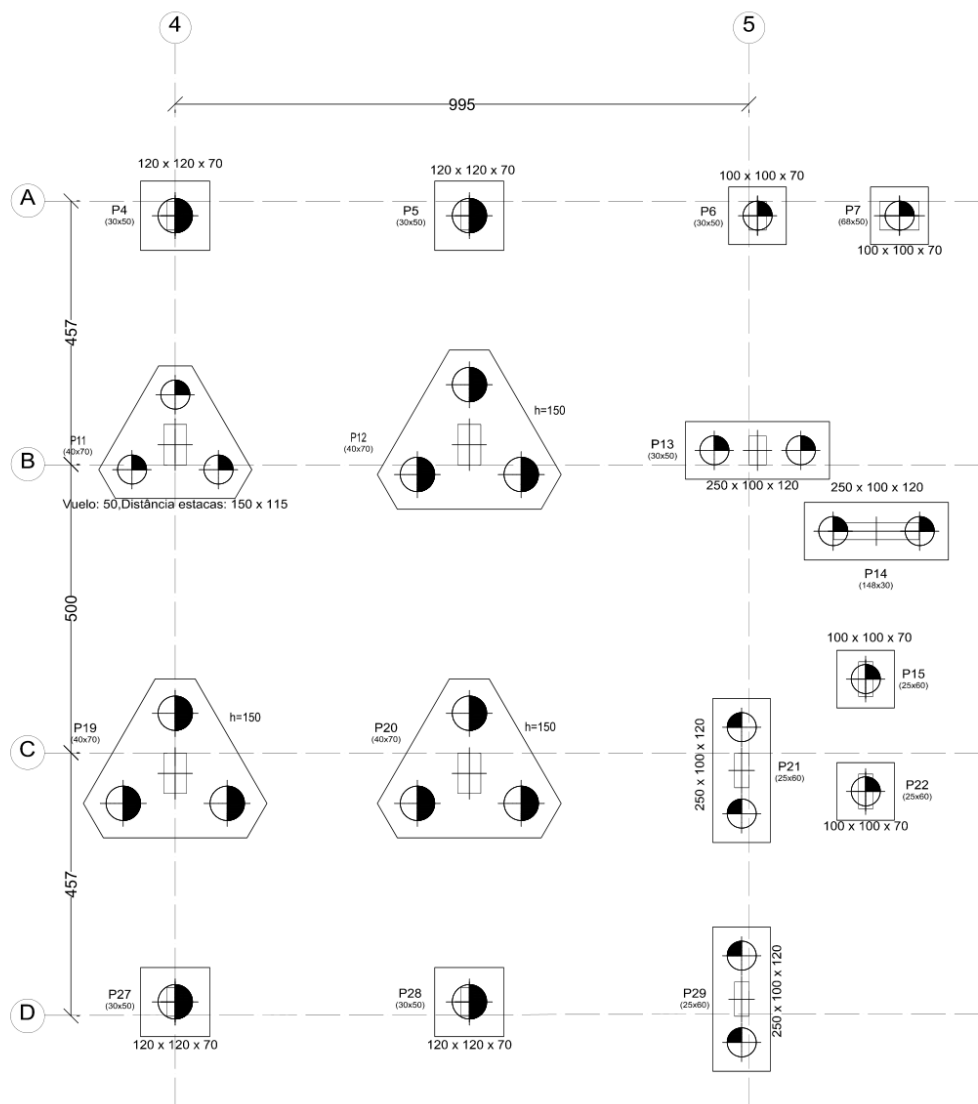 4
5
995
120 x 120 x 70
120 x 120 x 70
100 x 100 x 70
A
P4
(30x50)
P5
(30x50)
P6
(30x50)
P7
(68x50)
100 x 100 x 70
457
h=150
P11
(40x70)
P12
(40x70)
P13
(30x50)
B
250 x 100 x 120
Vuelo: 50,Distância estacas: 150 x 115
250 x 100 x 120
P14
(148x30)
500
100 x 100 x 70
P15
(25x60)
P19
(40x70)
h=150
P20
(40x70)
h=150
C
250 x 100 x 120
P21
(25x60)
P22
(25x60)
100 x 100 x 70
457
P27
(30x50)
P28
(30x50)
P29
(25x60)
250 x 100 x 120
D
120 x 120 x 70
120 x 120 x 70